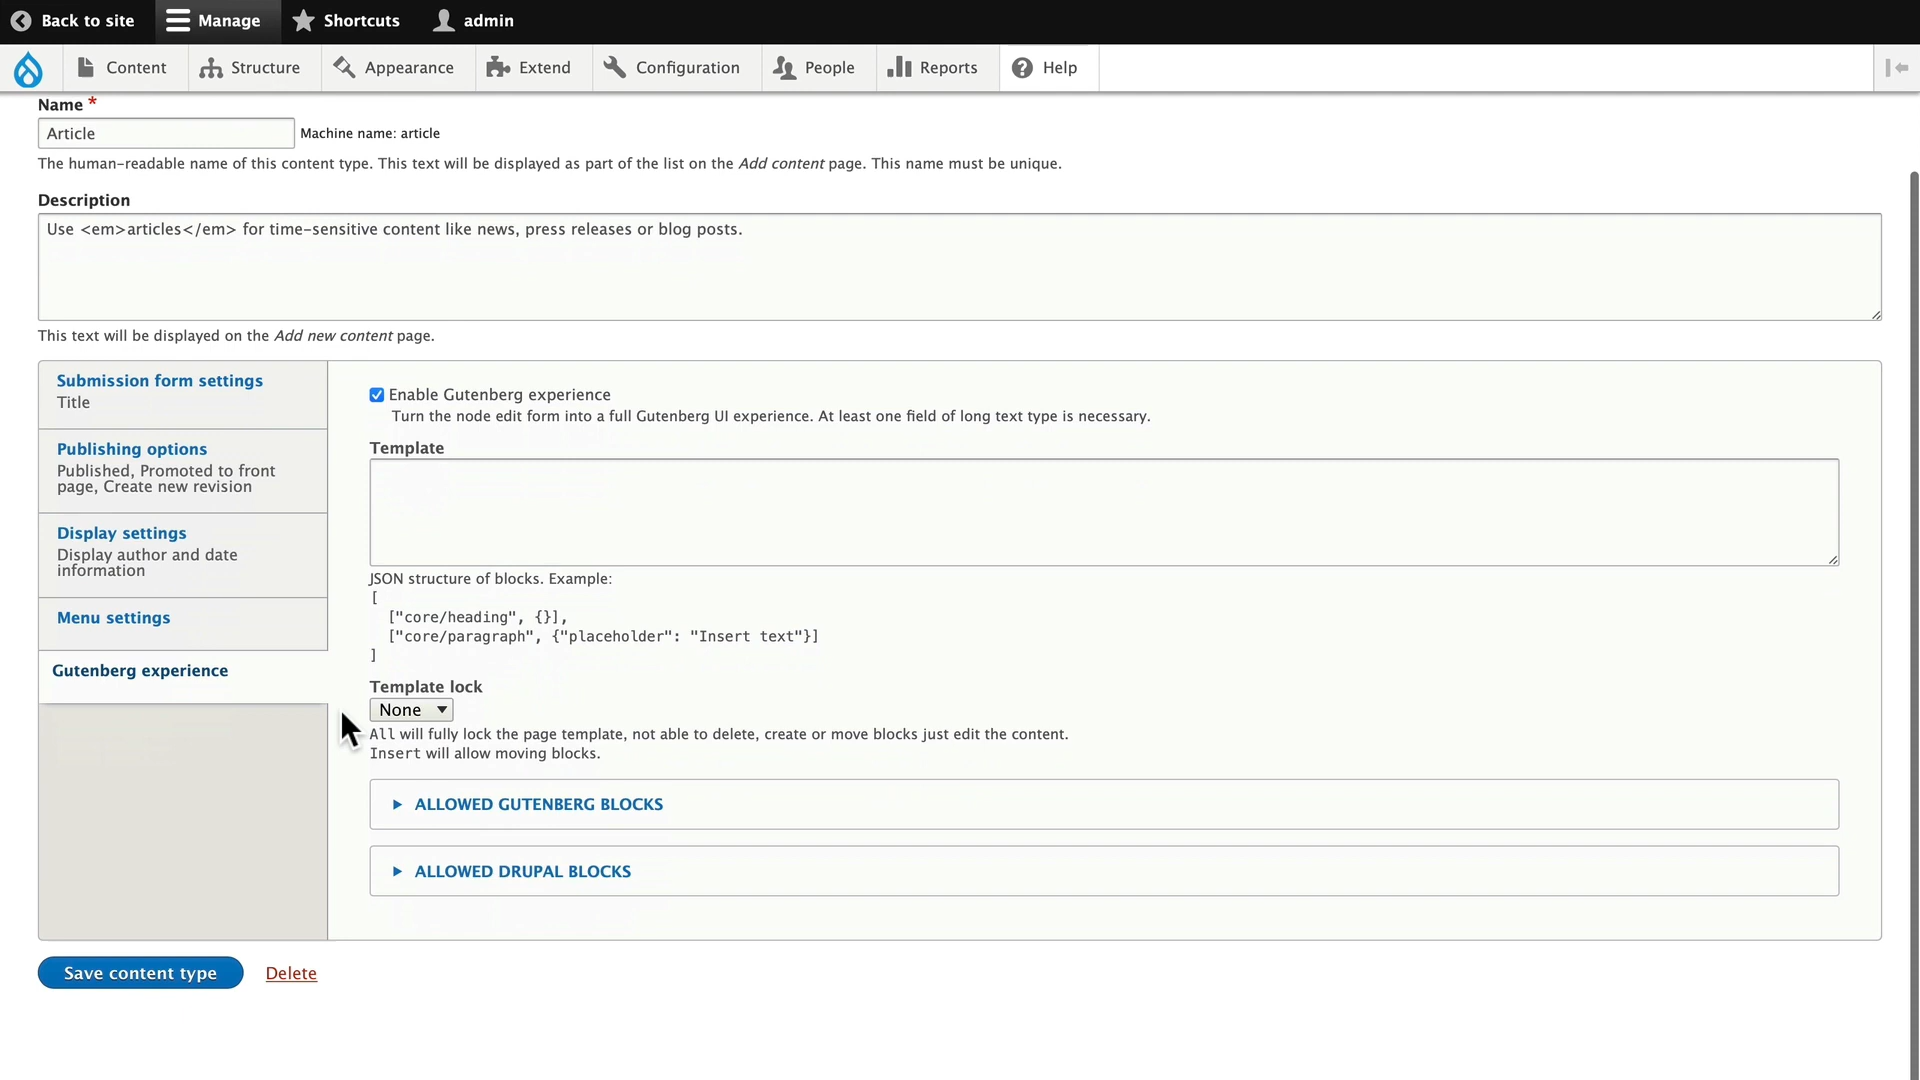 Back to site Manage Shortcuts admin
Content Structure Appearance Extend Configuration People Reports Help
Name *
Article Machine name: article
The human-readable name of this content type. This text will be displayed as part of the list on the Add content page. This name must be unique.
Description
Use <em>articles</em> for time-sensitive content like news, press releases or blog posts.
This text will be displayed on the Add new content page.
Submission form settings
Title
Publishing options
Published, Promoted to front
page, Create new revision
Display settings
Display author and date
information
Menu settings
Gutenberg experience
Enable Gutenberg experience
Turn the node edit form into a full Gutenberg UI experience. At least one field of long text type is necessary.
Template
JSON structure of blocks. Example:
[
["core/heading", {}],
["core/paragraph", {"placeholder": "Insert text"}]
]
Template lock
None
All will fully lock the page template, not able to delete, create or move blocks just edit the content.
Insert will allow moving blocks.
ALLOWED GUTENBERG BLOCKS
ALLOWED DRUPAL BLOCKS
Save content type Delete